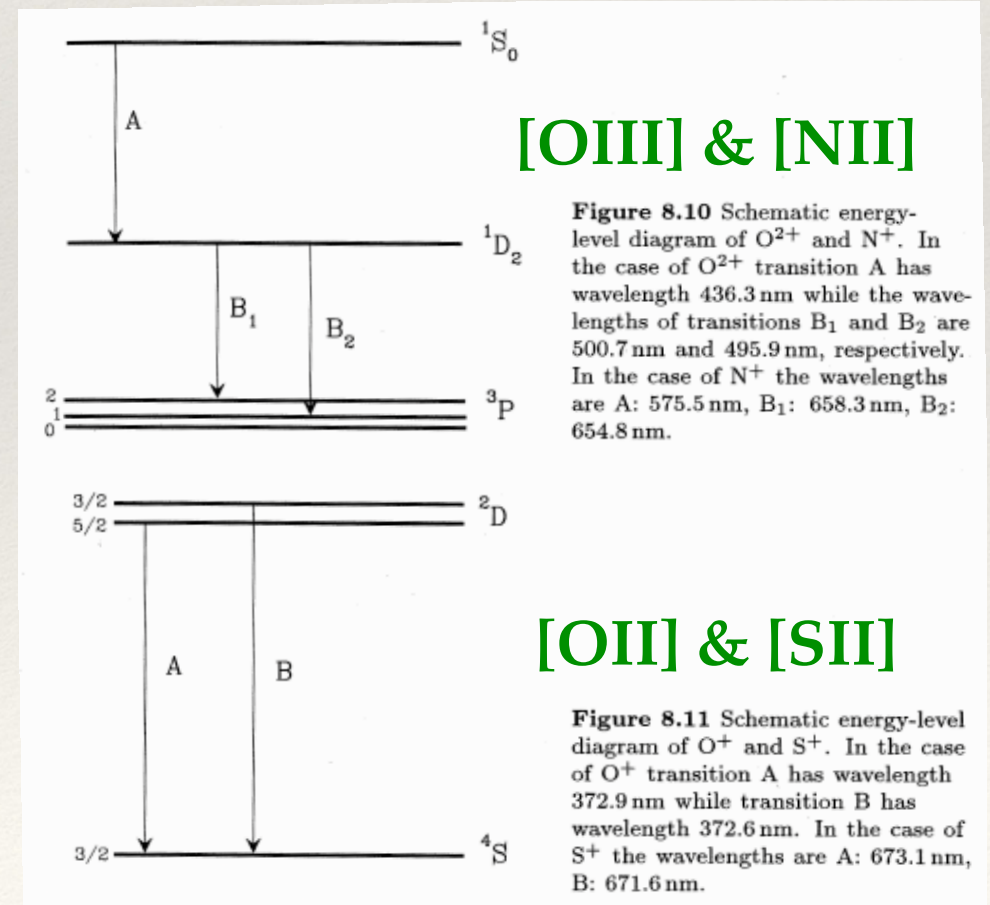 ¹S₀
A
[OIII] & [NII]
Figure 8.10 Schematic energy-
level diagram of O²⁺ and N⁺. In
the case of O²⁺ transition A has
wavelength 436.3 nm while the wave-
lengths of transitions B₁ and B₂ are
500.7 nm and 495.9 nm, respectively.
In the case of N⁺ the wavelengths
are A: 575.5 nm, B₁: 658.3 nm, B₂:
654.8 nm.
¹D₂
B₁
B₂
2
1
0
³P
3/2
5/2
²D
A
B
[OII] & [SII]
Figure 8.11 Schematic energy-level
diagram of O⁺ and S⁺. In the case
of O⁺ transition A has wavelength
372.9 nm while transition B has
wavelength 372.6 nm. In the case of
S⁺ the wavelengths are A: 673.1 nm,
B: 671.6 nm.
3/2
⁴S